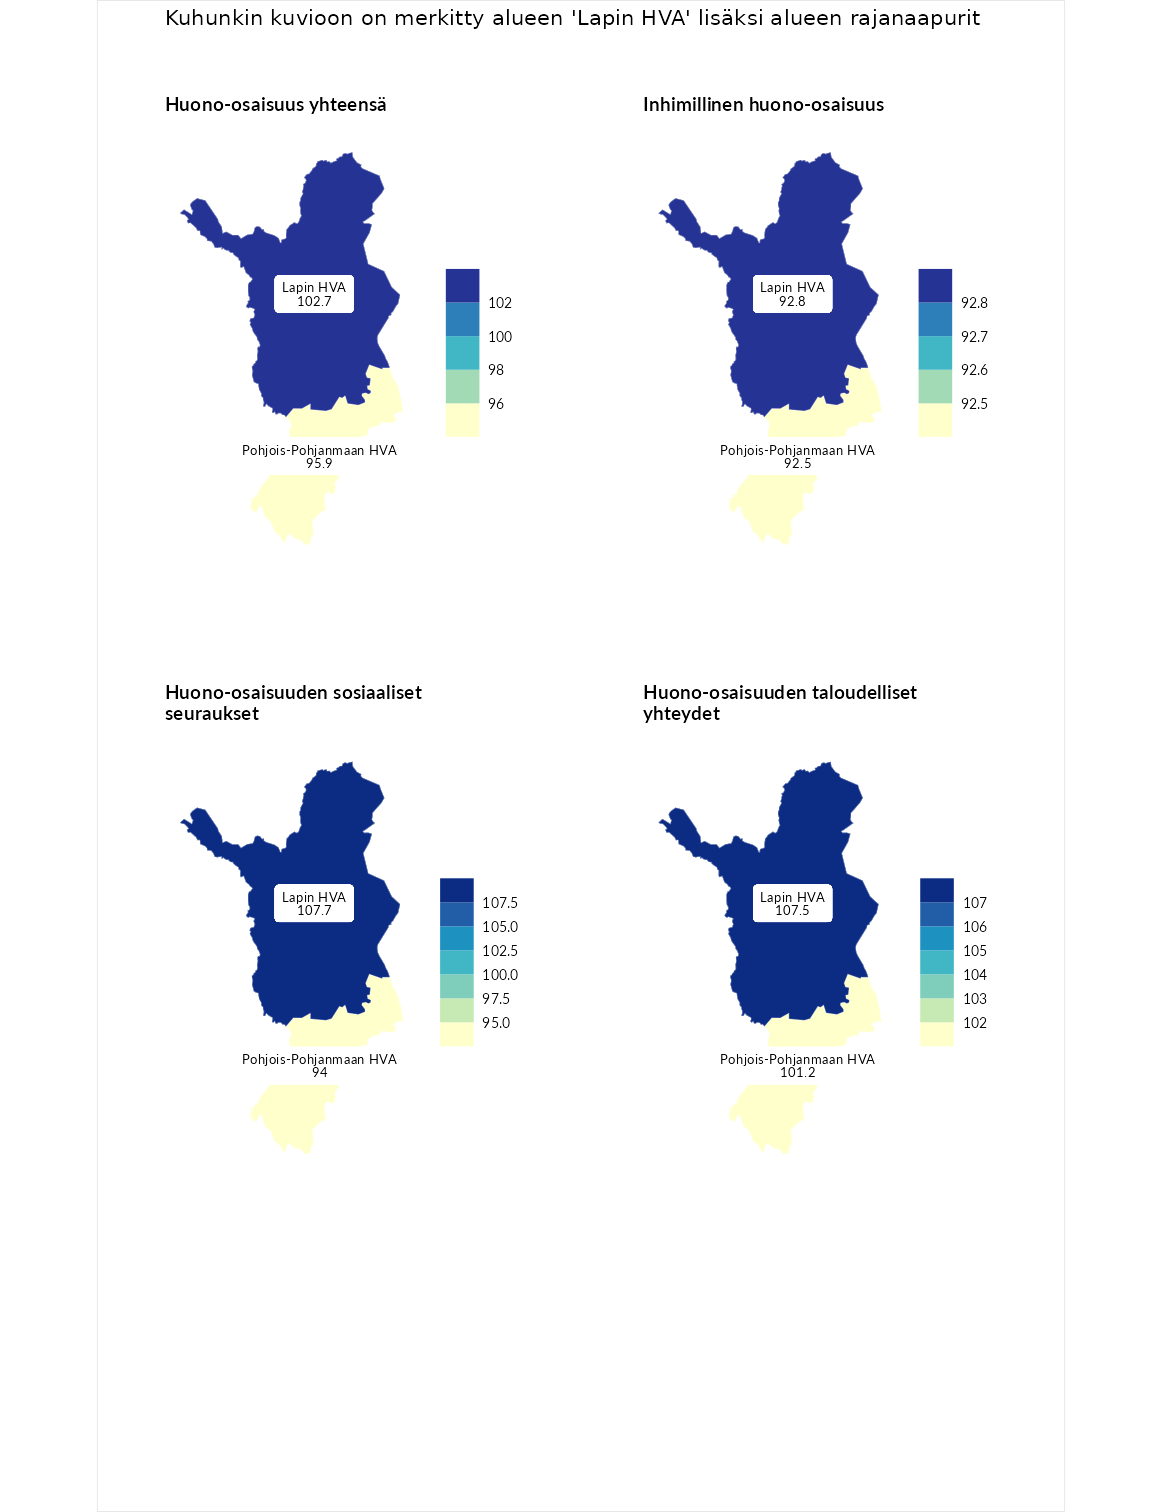 Kuhunkin kuvioon on merkitty alueen 'Lapin HVA' lisäksi alueen rajanaapurit
Huono-osaisuus yhteensä
Lapin HVA
102.7
102
100
98
96
Pohjois-Pohjanmaan HVA
95.9
Inhimillinen huono-osaisuus
Lapin HVA
92.8
92.8
92.7
92.6
92.5
Pohjois-Pohjanmaan HVA
92.5
Huono-osaisuuden sosiaaliset
seuraukset
Lapin HVA
107.7
107.5
105.0
102.5
100.0
97.5
95.0
Pohjois-Pohjanmaan HVA
94
Huono-osaisuuden taloudelliset
yhteydet
Lapin HVA
107.5
107
106
105
104
103
102
Pohjois-Pohjanmaan HVA
101.2